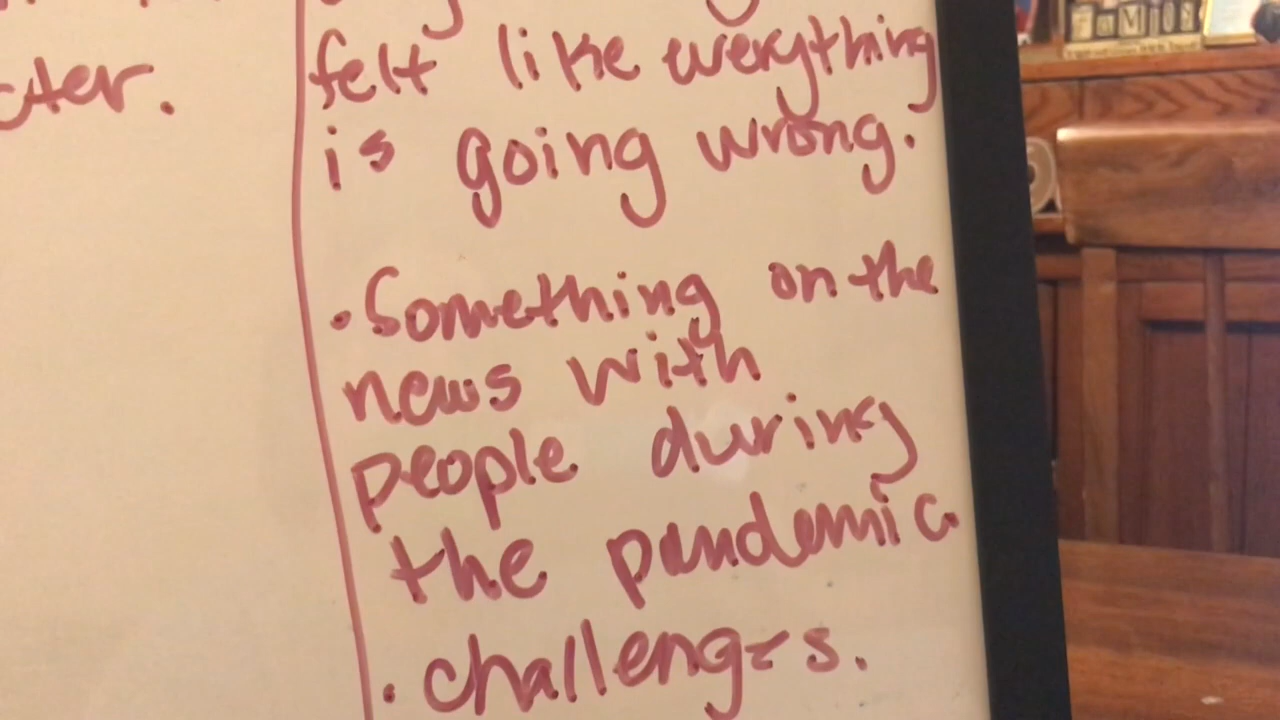 cter.
felt like everything
is going wrong.
• Something on the
news with
people during
the pandemic.
• challenges.